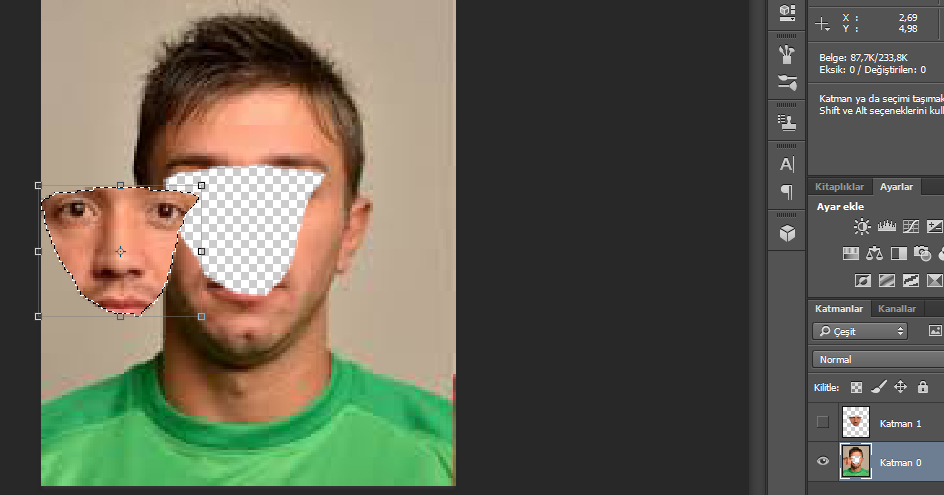 X : 2,69
Y : 4,98
Belge: 87,7K/233,8K
Eksik: 0 / Değiştirilen: 0
Katman ya da seçimi taşımak
Shift ve Alt seçeneklerini kull
A|
Kitaplıklar Ayarlar
Ayar ekle
Katmanlar Kanallar
Çeşit
Normal
Kilitle:
Katman 1
Katman 0